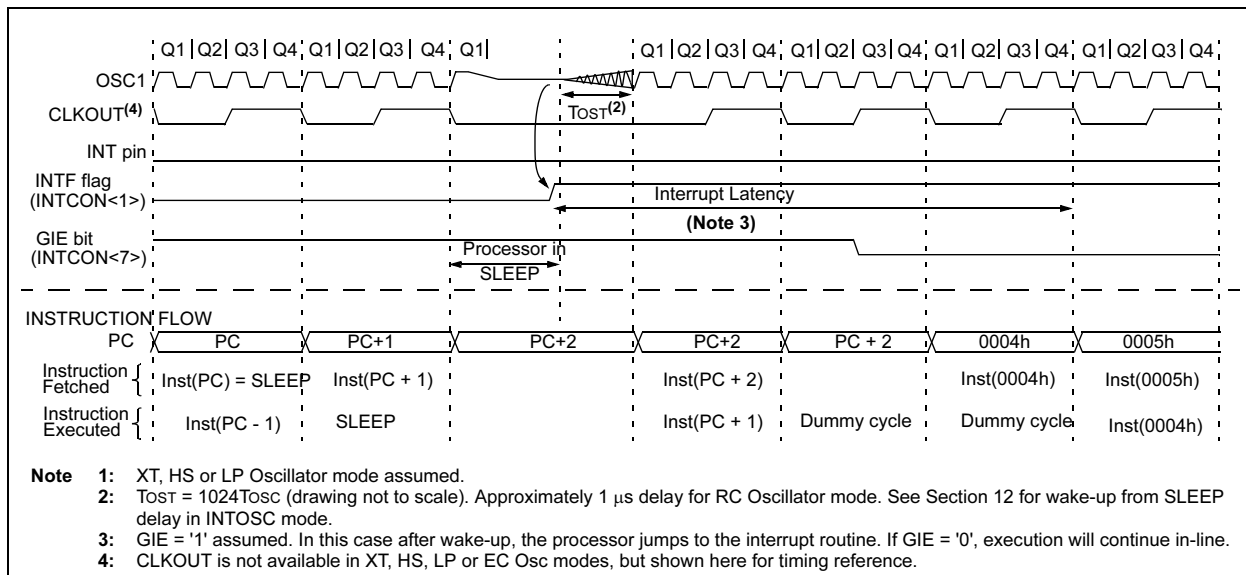 Q1 | Q2 | Q3 | Q4 | Q1 | Q2 | Q3 | Q4 | Q1 | Q1 | Q2 | Q3 | Q4 | Q1 | Q2 | Q3 | Q4 | Q1 | Q2 | Q3 | Q4 | Q1 | Q2 | Q3 | Q4
OSC1
TOST(2)
CLKOUT(4)
INT pin
INTF flag
(INTCON<1>)
Interrupt Latency
(Note 3)
GIE bit
(INTCON<7>)
Processor in
SLEEP
INSTRUCTION FLOW
PC PC PC+1 PC+2 PC+2 PC + 2 0004h 0005h
Instruction
Fetched
Inst(PC) = SLEEP Inst(PC + 1) Inst(PC + 2) Inst(0004h) Inst(0005h)
Instruction
Executed
Inst(PC - 1) SLEEP Inst(PC + 1) Dummy cycle Dummy cycle Inst(0004h)
Note 1: XT, HS or LP Oscillator mode assumed.
2: TOST = 1024TOSC (drawing not to scale). Approximately 1 µs delay for RC Oscillator mode. See Section 12 for wake-up from SLEEP
delay in INTOSC mode.
3: GIE = '1' assumed. In this case after wake-up, the processor jumps to the interrupt routine. If GIE = '0', execution will continue in-line.
4: CLKOUT is not available in XT, HS, LP or EC Osc modes, but shown here for timing reference.